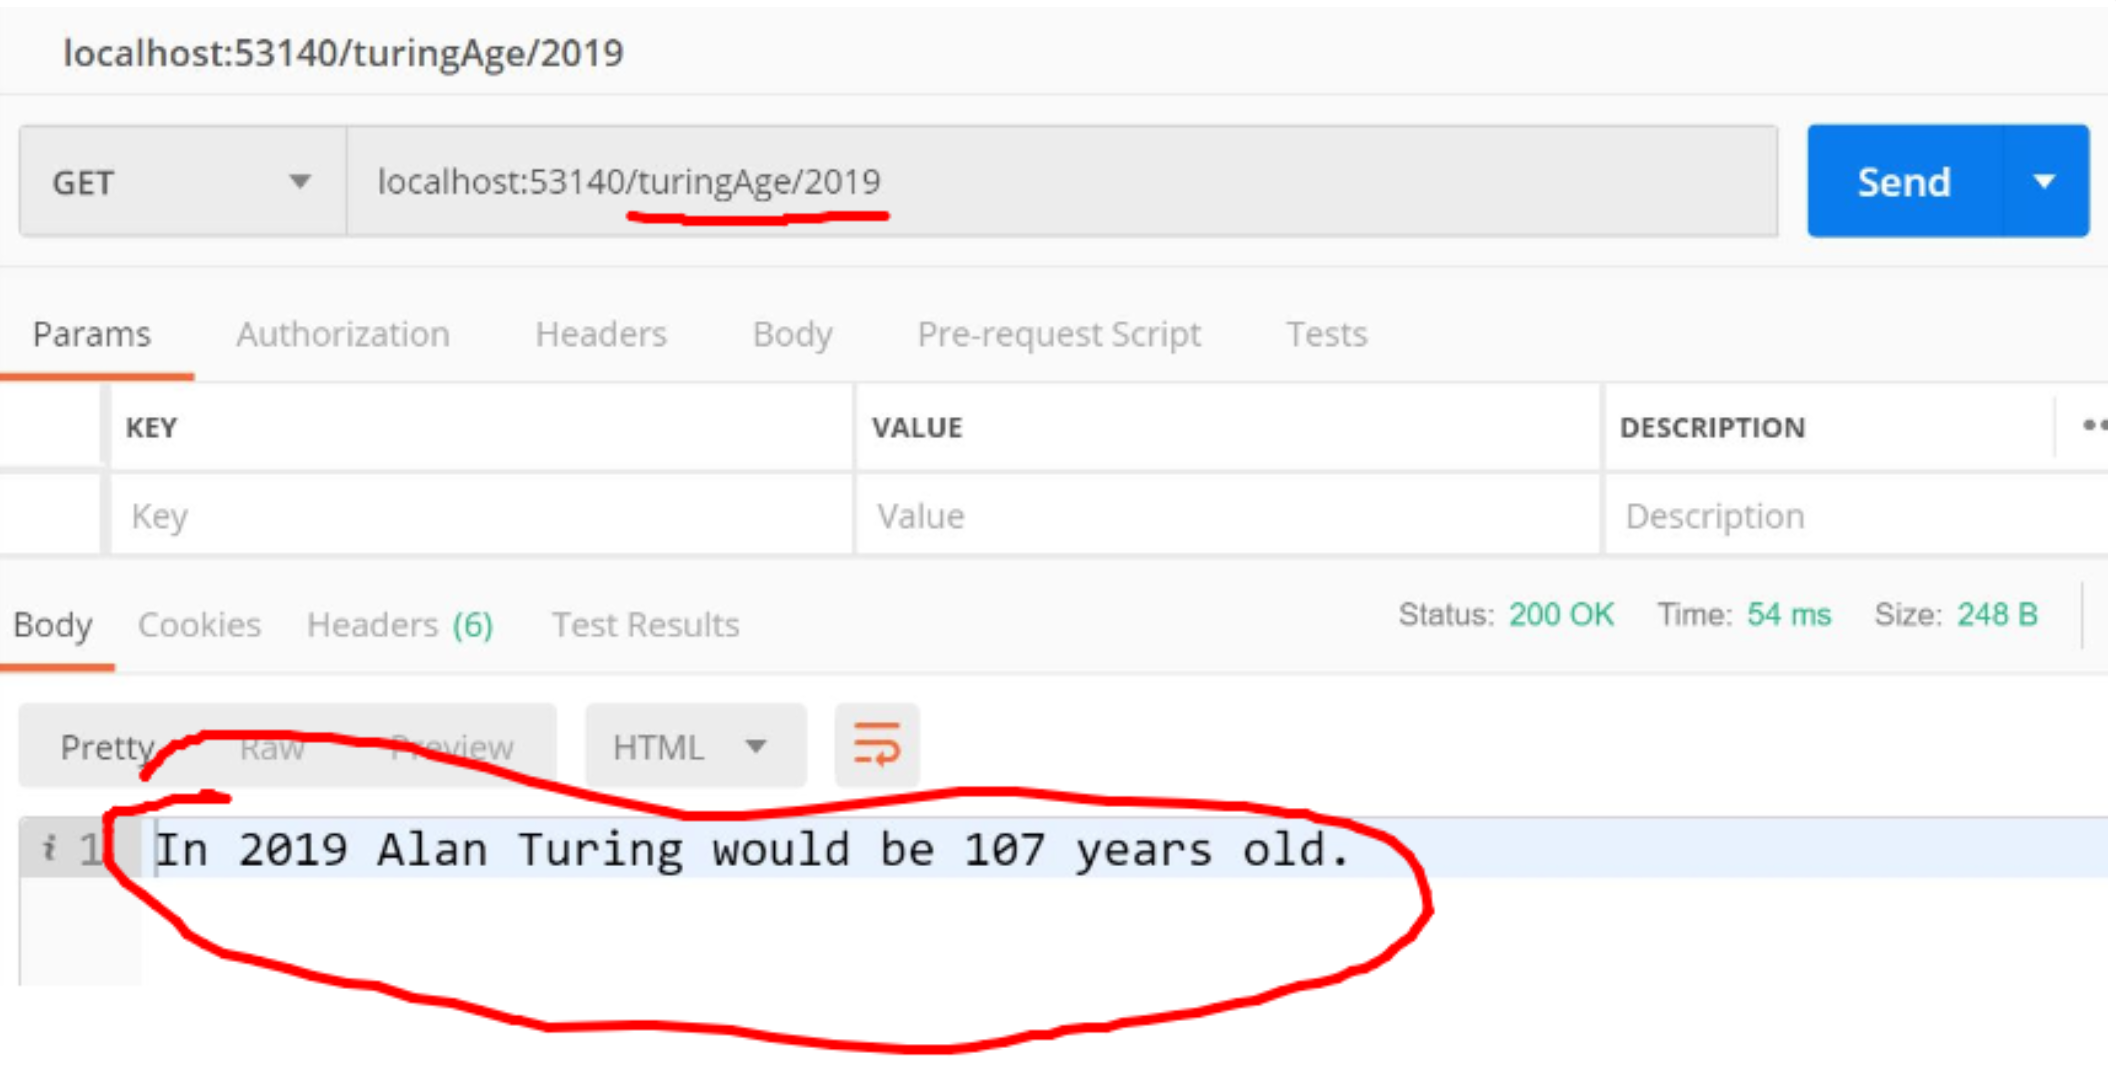 localhost:53140/turingAge/2019
GET localhost:53140/turingAge/2019 Send
Params Authorization Headers Body Pre-request Script Tests
KEY VALUE DESCRIPTION
Key Value Description
Body Cookies Headers (6) Test Results Status: 200 OK Time: 54 ms Size: 248 B
Pretty Raw Preview HTML
i 1 In 2019 Alan Turing would be 107 years old.